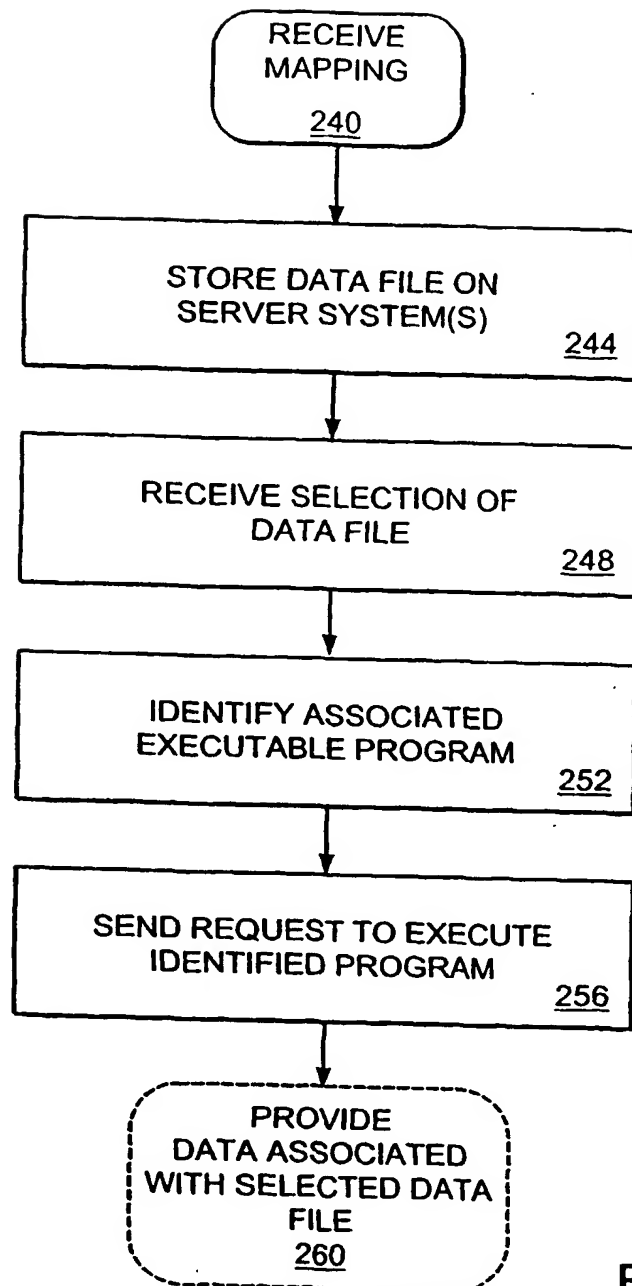 RECEIVE
MAPPING
240
STORE DATA FILE ON
SERVER SYSTEM(S)
244
RECEIVE SELECTION OF
DATA FILE
248
IDENTIFY ASSOCIATED
EXECUTABLE PROGRAM
252
SEND REQUEST TO EXECUTE
IDENTIFIED PROGRAM
256
PROVIDE
DATA ASSOCIATED
WITH SELECTED DATA
FILE
260